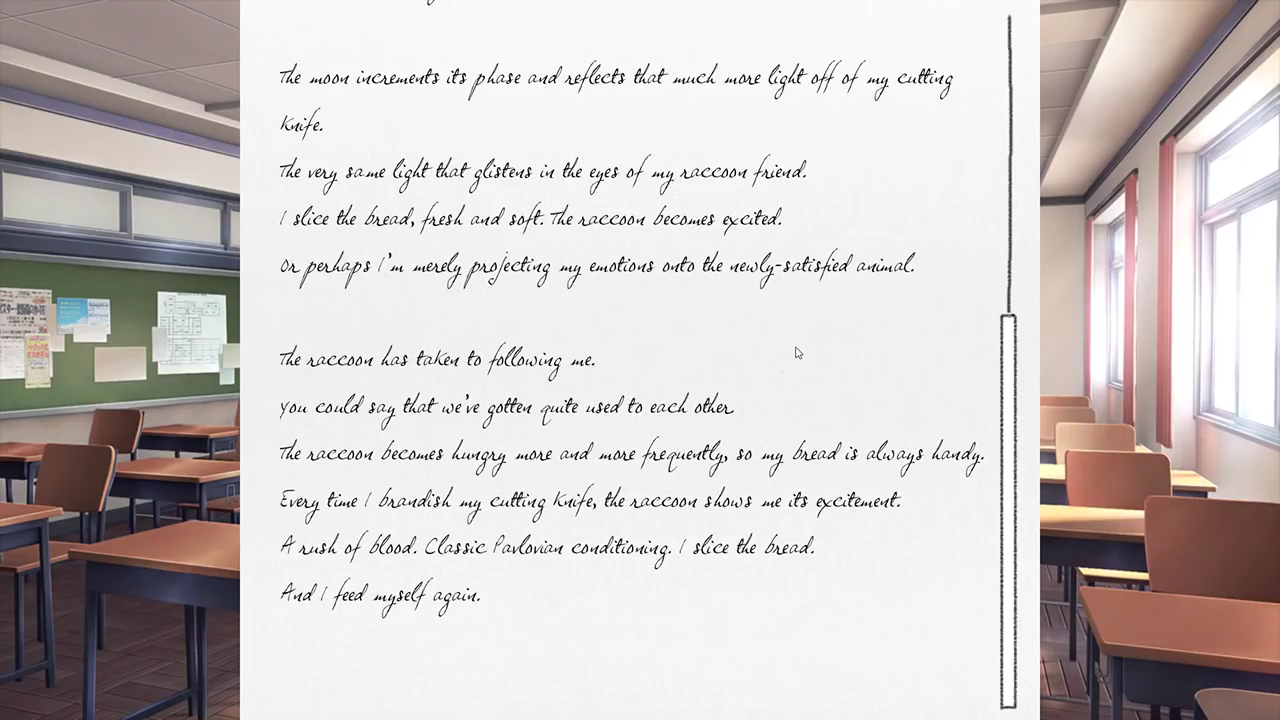 The moon increments its phase and reflects that much more light off of my cutting
knife.
The very same light that glistens in the eyes of my raccoon friend.
I slice the bread, fresh and soft. The raccoon becomes excited.
Or perhaps I'm merely projecting my emotions onto the newly-satisfied animal.
The raccoon has taken to following me.
You could say that we've gotten quite used to each other.
The raccoon becomes hungry more and more frequently, so my bread is always handy.
Every time I brandish my cutting knife, the raccoon shows me its excitement.
A rush of blood. Classic Pavlovian conditioning. I slice the bread.
And I feed myself again.